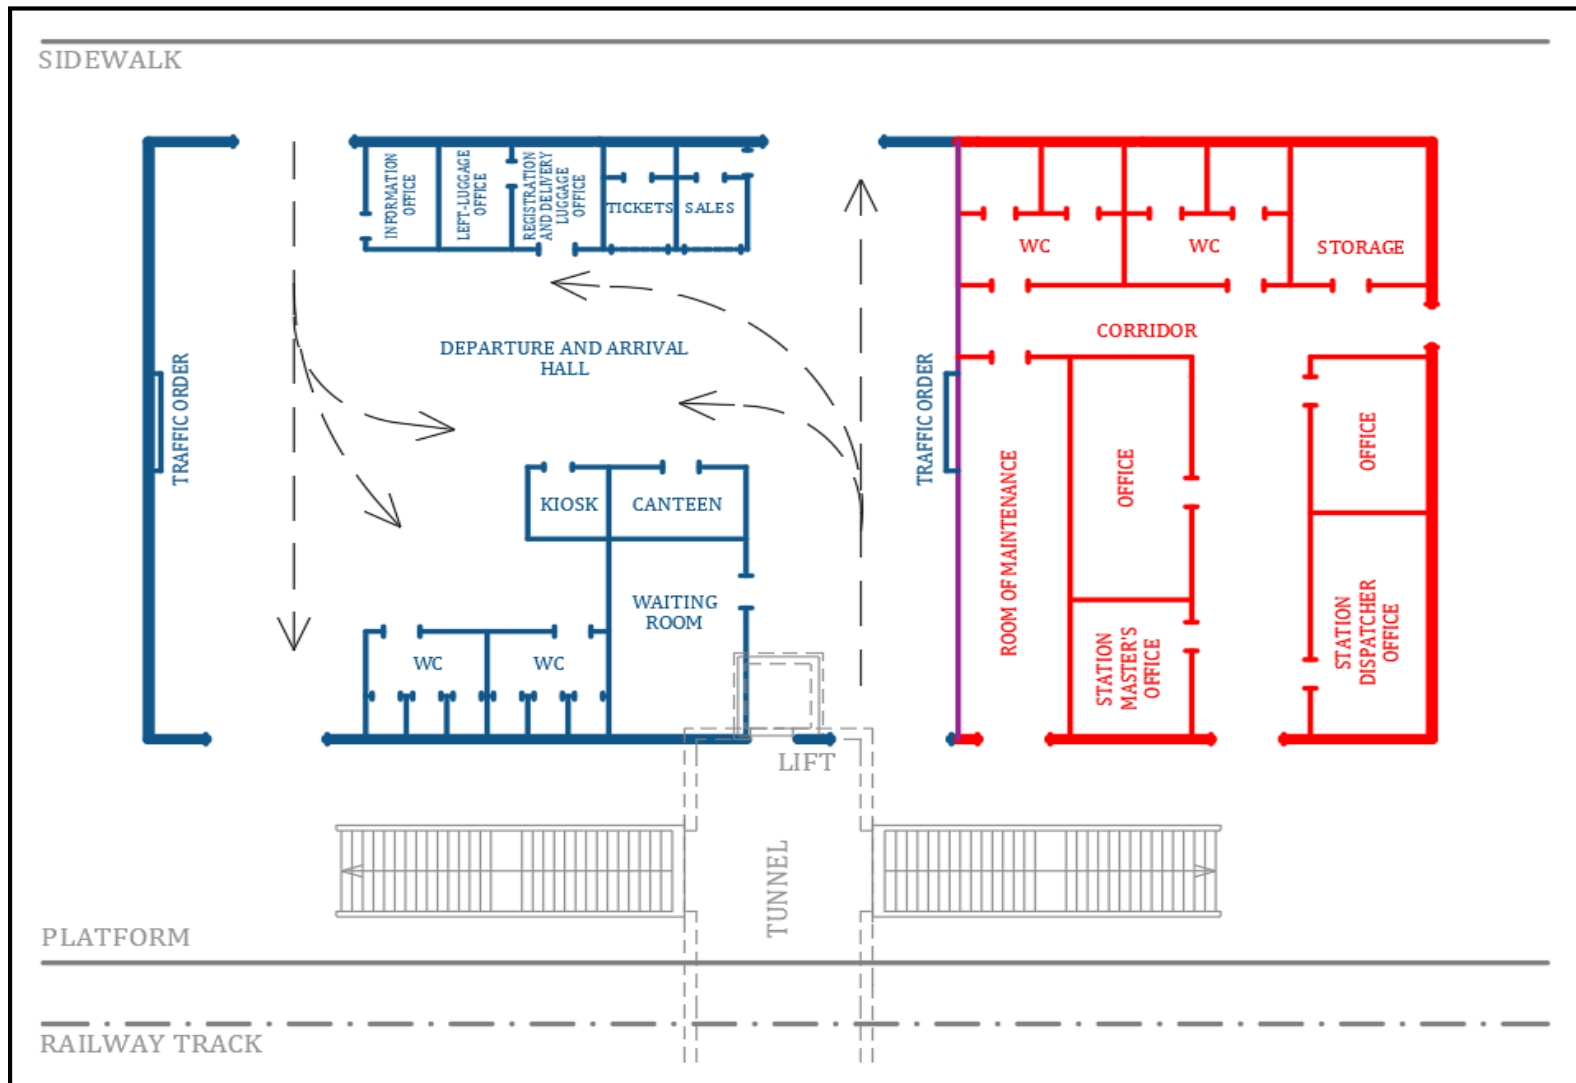 SIDEWALK
INFORMATION
OFFICE
LEFT-LUGGAGE
OFFICE
REGISTRATION
AND DELIVERY
LUGGAGE
OFFICE
TICKETS
SALES
WC
WC
STORAGE
CORRIDOR
DEPARTURE AND ARRIVAL
HALL
TRAFFIC ORDER
TRAFFIC ORDER
KIOSK
CANTEEN
WAITING
ROOM
WC
WC
ROOM OF MAINTENANCE
OFFICE
OFFICE
STATION
MASTER'S
OFFICE
STATION
DISPATCHER
OFFICE
LIFT
TUNNEL
PLATFORM
RAILWAY TRACK